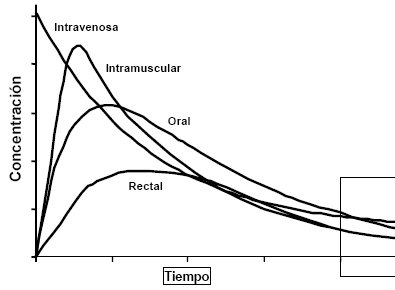 Intravenosa
Intramuscular
Oral
Rectal
Concentración
Tiempo